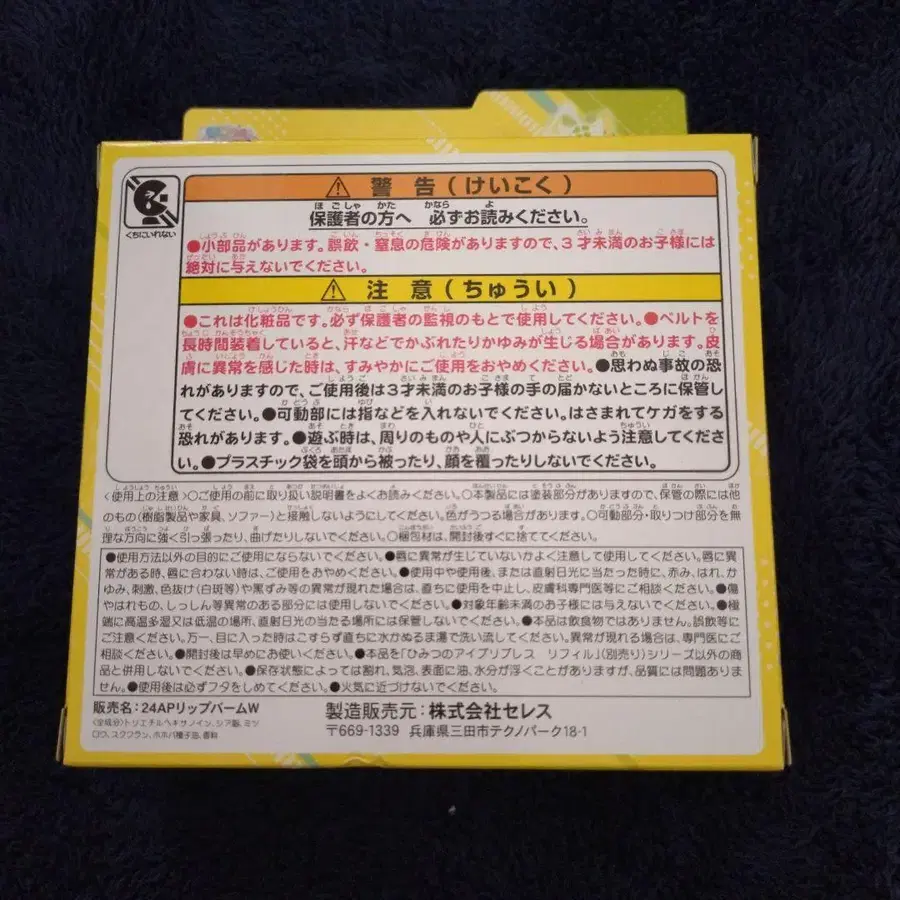 くちにいれない
⚠ 警告(けいこく)
保護者の方へ 必ずお読みください。
●小部品があります。誤飲・窒息の危険がありますので、3才未満のお子様には
絶対に与えないでください。
⚠ 注意(ちゅうい)
●これは化粧品です。必ず保護者の監視のもとで使用してください。●ベルトを
長時間装着していると、汗などでかぶれたりかゆみが生じる場合があります。皮
膚に異常を感じた時は、すみやかにご使用をおやめください。●思わぬ事故の恐
れがありますので、ご使用後は3才未満のお子様の手の届かないところに保管し
てください。●可動部には指などを入れないでください。はさまれてケガをする
恐れがあります。●遊ぶ時は、周りのものや人にぶつからないよう注意してくださ
い。●プラスチック袋を頭から被ったり、顔を覆ったりしないでください。
〈使用上の注意〉○ご使用の前に取り扱い説明書をよくお読みください。○本製品には塗装部分がありますので、保管の際には他
のもの(樹脂製品や家具、ソファー)と接触しないようにしてください。色がうつる場合があります。○可動部分・取りつけ部分を無
理な方向に強く引っ張ったり、曲げたりしないでください。○梱包材は、開封後すぐに捨ててください。
●使用方法以外の目的にご使用にならないでください。●唇に異常が生じていないかよく注意して使用してください。唇に異
常がある時、唇に合わない時は、ご使用をおやめください。●使用中や使用後、または直射日光に当たった時に、赤み、はれ、か
ゆみ、刺激、色抜け(白斑等)や黒ずみ等の異常が現れた場合は、直ちに使用を中止し、皮膚科専門医等にご相談ください。●傷
やはれもの、しっしん等異常のある部分には使用しないでください。●対象年齢未満のお子様には与えないでください。●極
端に高温多湿又は低温の場所、直射日光の当たる場所には保管しないでください。●本品は飲食物ではありません。誤飲等に
ご注意ください。万一、目に入った時はこすらず直ちに水かぬるま湯で洗い流してください。異常が現れる場合は、専門医にご
相談ください。●開封後は早めにお使いください。●本品を「ひみつのアイプリブレス リフィル」(別売り)シリーズ以外の商
品と併用しないでください。●保存状態によっては割れ、気泡、表面に油、水分が浮くことがありますが、品質には問題ありま
せん。●使用後は必ずフタをしめてください。●火気に近づけないでください。
販売名：24APリップバームW
〈全成分〉トリエチルヘキサノイン、シア脂、ミツ
ロウ、スクワラン、ホホバ種子油、香料
製造販売元：株式会社セレス
〒669-1339 兵庫県三田市テクノパーク18-1